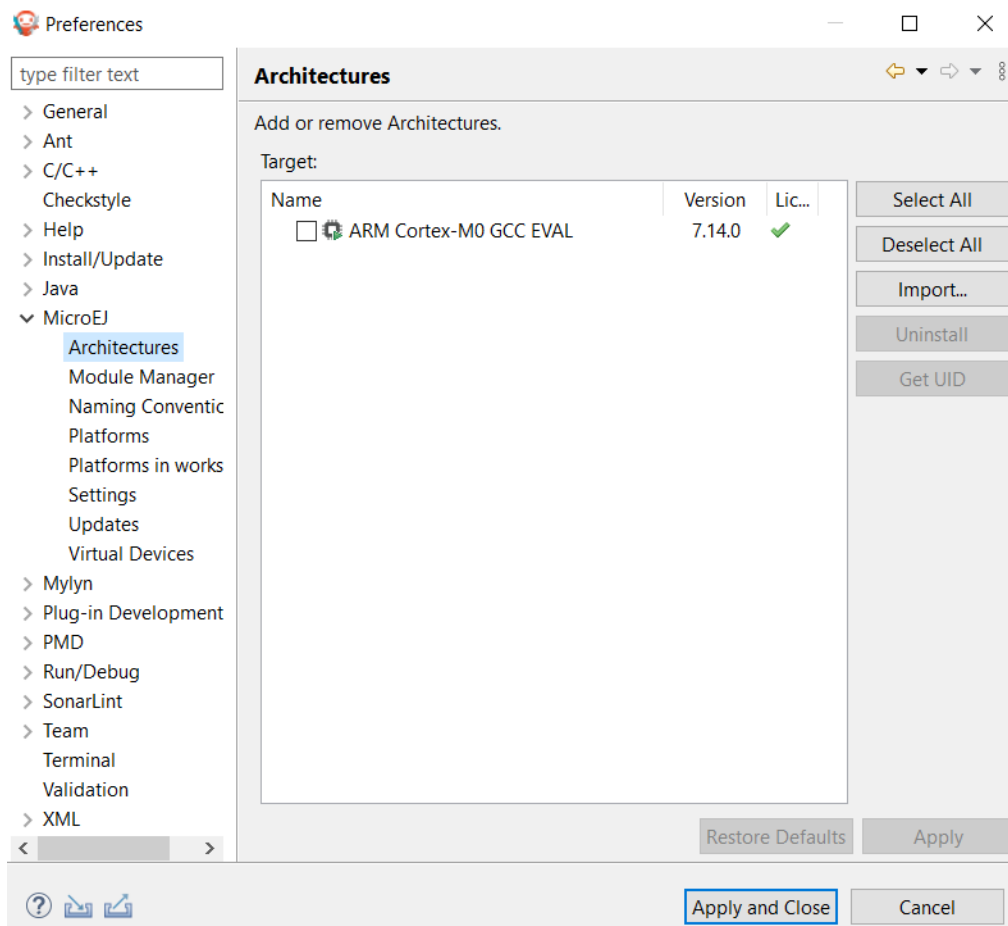 Preferences
type filter text
General
Ant
C/C++
Checkstyle
Help
Install/Update
Java
MicroEJ
Architectures
Module Manager
Naming Conventic
Platforms
Platforms in works
Settings
Updates
Virtual Devices
Mylyn
Plug-in Development
PMD
Run/Debug
SonarLint
Team
Terminal
Validation
XML
Architectures
Add or remove Architectures.
Target:
Name Version Lic...
ARM Cortex-M0 GCC EVAL 7.14.0
Select All
Deselect All
Import...
Uninstall
Get UID
Restore Defaults Apply
Apply and Close Cancel